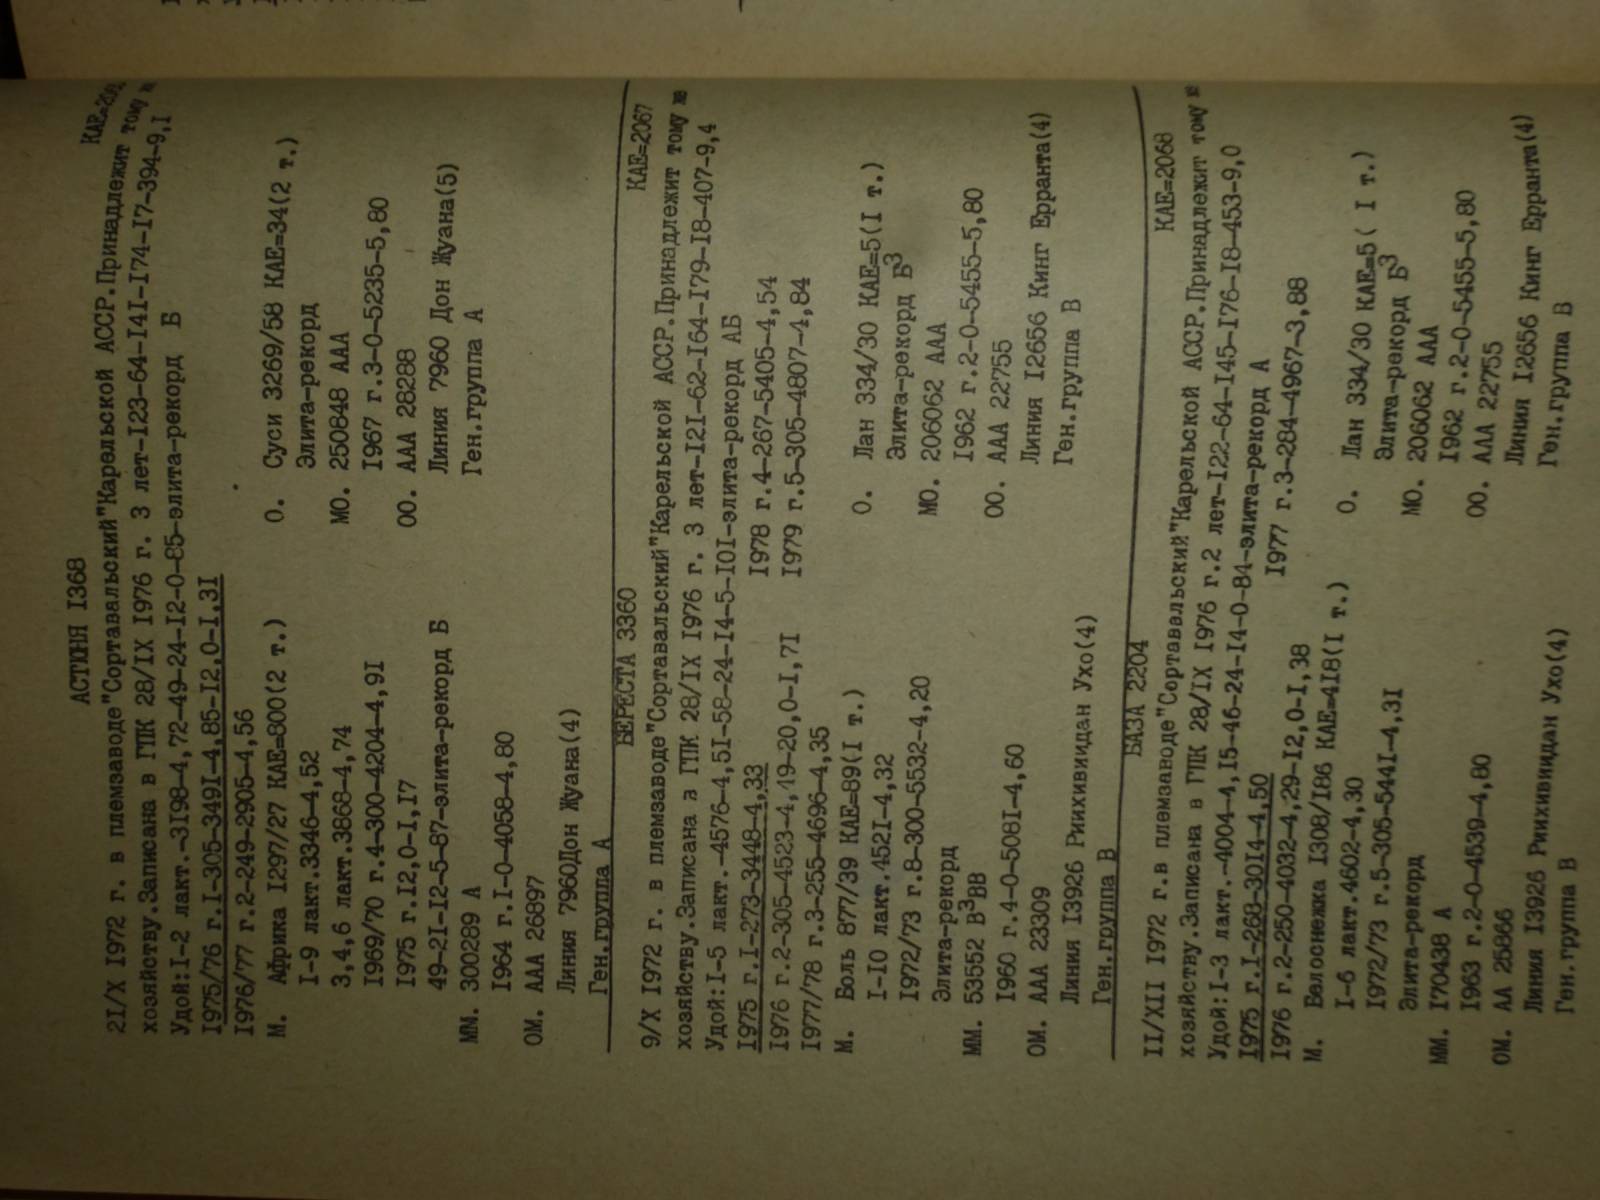 АСТЮНЯ I368
КАЕ=
2I/X I972 г. в племзаводе"Сортавальский"Карельской АССР.Принадлежит тому
хозяйству.Записана в ГПК 28/IX I976 г. 3 лет-I23-64-I4I-I74-I7-394-9,I
Удой:I-2 лакт.-3I98-4,72-49-24-I2-0-85-элита-рекорд Б
I975/76 г.I-305-349I-4,85-I2,0-I,3I
I976/77 г.2-249-2905-4,56
М. Африка I297/27 КАЕ=800(2 т.)
I-9 лакт.3346-4,52
3,4,6 лакт.3868-4,74
I969/70 г.4-300-4204-4,9I
I975 г.I2,0-I,I7
49-2I-I2-5-87-элита-рекорд Б
ММ. 300289 А
I964 г.I-0-4058-4,80
ОМ. ААА 26897
Линия 7960Дон Жуана(4)
Ген.группа А
О. Суси 3269/58 КАЕ=34(2 т.)
Элита-рекорд
МО. 250848 ААА
I967 г.3-0-5235-5,80
ОО. ААА 28288
Линия 7960 Дон Жуана(5)
Ген.группа А
БЕРЕСТА 3360
КАЕ=2067
9/X I972 г. в племзаводе"Сортавальский"Карельской АССР.Принадлежит тому же
хозяйству.Записана в ГПК 28/IX I976 г. 3 лет-I2I-62-I64-I79-I8-407-9,4
Удой:I-5 лакт.-4576-4,5I-58-24-I4-5-I0I-элита-рекорд АБ
I975 г.I-273-3448-4,33
I976 г.2-305-4523-4,49-20,0-I,7I
I977/78 г.3-255-4696-4,35
I978 г.4-267-5405-4,54
I979 г.5-305-4807-4,84
М. Воль 877/39 КАЕ=89(I т.)
I-I0 лакт.452I-4,32
I972/73 г.8-300-5532-4,20
Элита-рекорд
ММ. 53552 В³ВВ
I960 г.4-0-508I-4,60
ОМ. ААА 23309
Линия I3926 Риихивиидан Ухо(4)
Ген.группа В
О. Лан 334/30 КАЕ=5(I т.)
Элита-рекорд Б³
МО. 206062 ААА
I962 г.2-0-5455-5,80
ОО. ААА 22755
Линия I2656 Кинг Ерранта(4)
Ген.группа В
БАЗА 2204
КАЕ=2068
II/XII I972 г.в племзаводе"Сортавальский"Карельской АССР.Принадлежит тому же
хозяйству.Записана в ГПК 28/IX I976 г.2 лет-I22-64-I45-I76-I8-453-9,0
Удой:I-3 лакт.-4004-4,I5-46-24-I4-0-84-элита-рекорд А
I975 г.I-268-30I4-4,50
I976 г.2-250-4032-4,29-I2,0-I,38
I977 г.3-284-4967-3,88
М. Белоонежка I308/I86 КАЕ=4I8(I т.)
I-6 лакт.4602-4,30
I972/73 г.5-305-544I-4,3I
Элита-рекорд
ММ. I70438 А
I963 г.2-0-4539-4,80
ОМ. АА 25866
Линия I3926 Риихивиидан Ухо(4)
Ген.группа В
О. Лан 334/30 КАЕ=5( I т.)
Элита-рекорд Б³
МО. 206062 ААА
I962 г.2-0-5455-5,80
ОО. ААА 22755
Линия I2656 Кинг Ерранта(4)
Ген.группа В